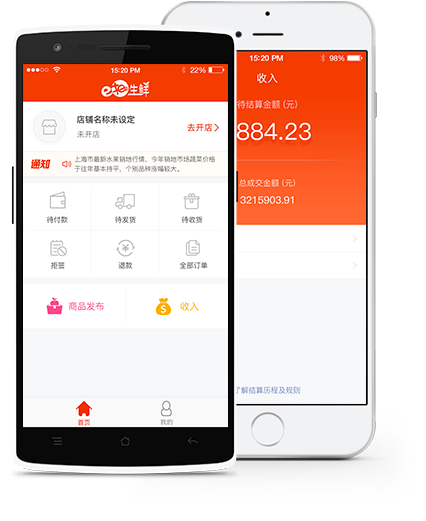 15:20 PM
22%
生鲜
店铺名称未设定
未开店
去开店
通知
上海市最新水果销地行情，今年销地市场蔬菜价格
于往年基本持平，个别品种涨幅较大。
待付款
待发货
待收货
拒签
退款
全部订单
商品发布
收入
首页
我的
15:20 PM
98%
收入
待结算金额 (元)
884.23
总成交金额 (元)
3215903.91
了解结算历程及规则